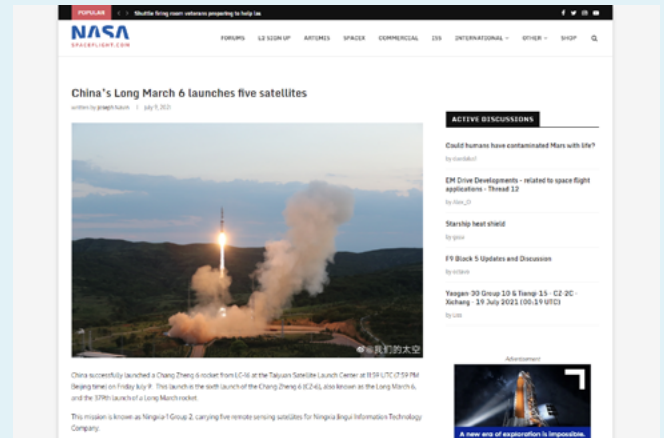 POPULAR
Shuttle firing room veterans preparing to help las
NASA
SPACEFLIGHT.COM
FORUMS L2 SIGN UP ARTEMIS SPACEX COMMERCIAL ISS INTERNATIONAL OTHER SHOP
China's Long March 6 launches five satellites
written by July 9, 2021
@我们的太空
China successfully launched a Chang Zheng 6 rocket from LC-16 at the Taiyuan Satellite Launch Center at 11:59 UTC (7:59 PM
Beijing time) on Friday July 9. This launch is the sixth launch of the Chang Zheng 6 (CZ-6), also known as the Long March 6,
and the 379th launch of a Long March rocket.
This mission is known as Ningxia-1 Group 2, carrying five remote sensing satellites for Ningxia Jingui Information Technology
Company.
ACTIVE DISCUSSIONS
Could humans have contaminated Mars with life?
EM Drive Developments - related to space flight
applications - Thread 12
Starship heat shield
F9 Block 5 Updates and Discussion
Yaogan-30 Group 10 & Tianqi-15 - CZ-2C -
Xichang - 19 July 2021 (00:19 UTC)
Advertisement
A new era of exploration is impossible.